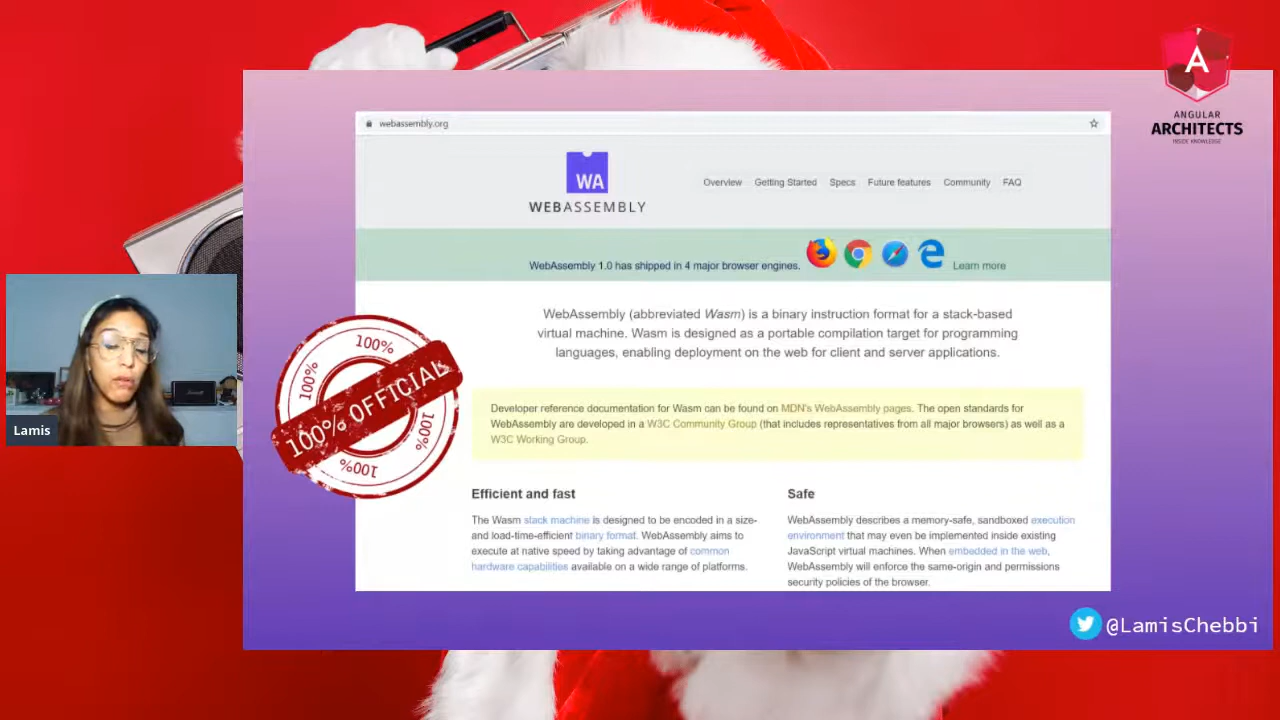 A
ANGULAR
ARCHITECTS
INSIDE KNOWLEDGE
webassembly.org
WA
WEBASSEMBLY
Overview Getting Started Specs Future features Community FAQ
WebAssembly 1.0 has shipped in 4 major browser engines. Learn more
WebAssembly (abbreviated Wasm) is a binary instruction format for a stack-based
virtual machine. Wasm is designed as a portable compilation target for programming
languages, enabling deployment on the web for client and server applications.
100%
100%
100% OFFICIAL
100%
100%
Developer reference documentation for Wasm can be found on MDN's WebAssembly pages. The open standards for
WebAssembly are developed in a W3C Community Group (that includes representatives from all major browsers) as well as a
W3C Working Group.
Lamis
Efficient and fast
The Wasm stack machine is designed to be encoded in a size-
and load-time-efficient binary format. WebAssembly aims to
execute at native speed by taking advantage of common
hardware capabilities available on a wide range of platforms.
Safe
WebAssembly describes a memory-safe, sandboxed execution
environment that may even be implemented inside existing
JavaScript virtual machines. When embedded in the web,
WebAssembly will enforce the same-origin and permissions
security policies of the browser.
@LamisChebbi